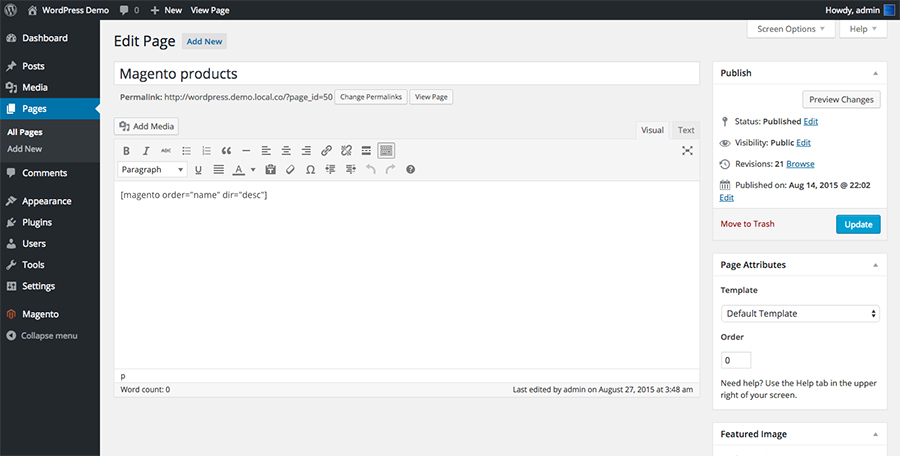 WordPress Demo 0 New View Page Howdy, admin
Screen Options Help
Dashboard
Posts
Media
Pages
All Pages
Add New
Comments
Appearance
Plugins
Users
Tools
Settings
Magento
Collapse menu
Edit Page Add New
Magento products
Permalink: http://wordpress.demo.local.co/?page_id=50 Change Permalinks View Page
Add Media
Visual Text
B I ABC
Paragraph U A Ω ?
[magento order="name" dir="desc"]
p
Word count: 0 Last edited by admin on August 27, 2015 at 3:48 am
Publish
Preview Changes
Status: Published Edit
Visibility: Public Edit
Revisions: 21 Browse
Published on: Aug 14, 2015 @ 22:02
Edit
Move to Trash Update
Page Attributes
Template
Default Template
Order
0
Need help? Use the Help tab in the upper
right of your screen.
Featured Image